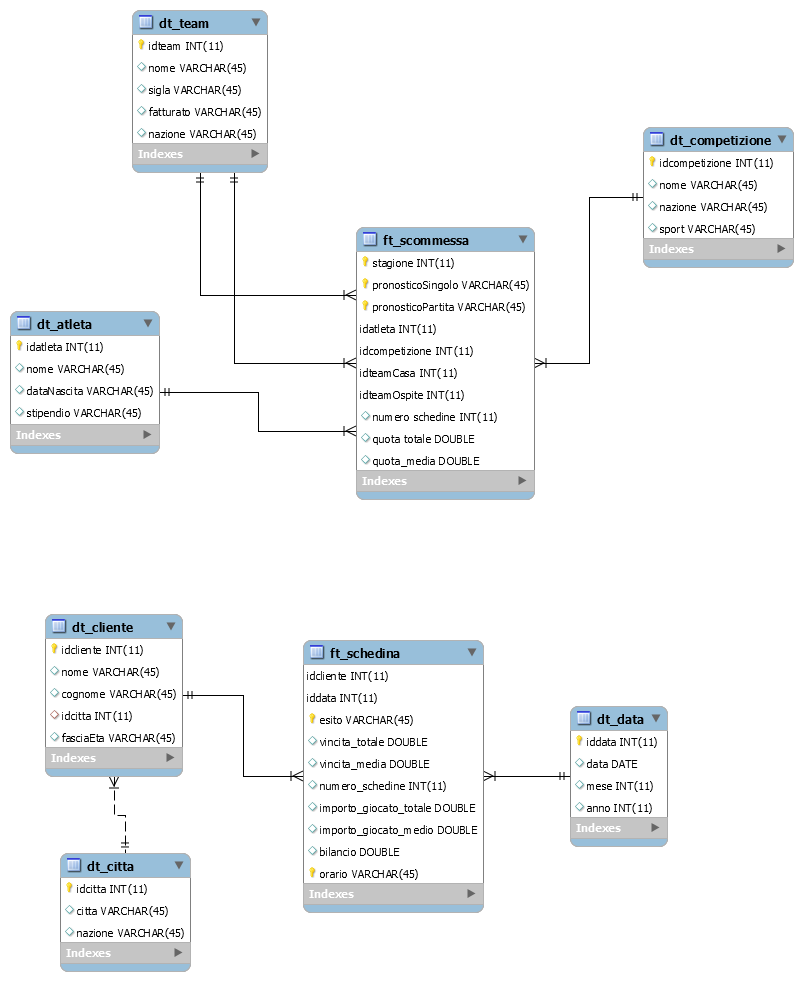 dt_team
idteam INT(11)
nome VARCHAR(45)
sigla VARCHAR(45)
fatturato VARCHAR(45)
nazione VARCHAR(45)
Indexes
dt_competizione
idcompetizione INT(11)
nome VARCHAR(45)
nazione VARCHAR(45)
sport VARCHAR(45)
Indexes
ft_scommessa
stagione INT(11)
pronosticoSingolo VARCHAR(45)
pronosticoPartita VARCHAR(45)
idatleta INT(11)
idcompetizione INT(11)
idteamCasa INT(11)
idteamOspite INT(11)
numero schedine INT(11)
quota totale DOUBLE
quota_media DOUBLE
Indexes
dt_atleta
idatleta INT(11)
nome VARCHAR(45)
dataNascita VARCHAR(45)
stipendio VARCHAR(45)
Indexes
dt_cliente
idcliente INT(11)
nome VARCHAR(45)
cognome VARCHAR(45)
idcitta INT(11)
fasciaEta VARCHAR(45)
Indexes
ft_schedina
idcliente INT(11)
iddata INT(11)
esito VARCHAR(45)
vincita_totale DOUBLE
vincita_media DOUBLE
numero_schedine INT(11)
importo_giocato_totale DOUBLE
importo_giocato_medio DOUBLE
bilancio DOUBLE
orario VARCHAR(45)
Indexes
dt_data
iddata INT(11)
data DATE
mese INT(11)
anno INT(11)
Indexes
dt_citta
idcitta INT(11)
citta VARCHAR(45)
nazione VARCHAR(45)
Indexes